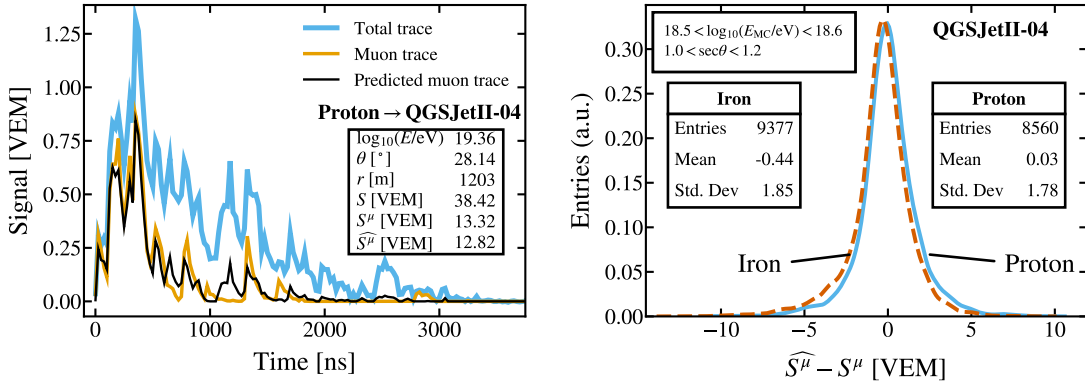 Total trace
Muon trace
Predicted muon trace
Proton → QGSJetII-04
log₁₀(E/eV) 19.36
θ [°] 28.14
r [m] 1203
S [VEM] 38.42
S^μ [VEM] 13.32
\widehat{S^μ} [VEM] 12.82
Signal [VEM]
1.25
1.00
0.75
0.50
0.25
0.00
0 1000 2000 3000
Time [ns]
18.5 < log₁₀(E_MC/eV) < 18.6
1.0 < secθ < 1.2
QGSJetII-04
Iron
Entries 9377
Mean -0.44
Std. Dev 1.85
Proton
Entries 8560
Mean 0.03
Std. Dev 1.78
Iron
Proton
Entries (a.u.)
0.30
0.25
0.20
0.15
0.10
0.05
0.00
−10 −5 0 5 10
\widehat{S^μ} − S^μ [VEM]